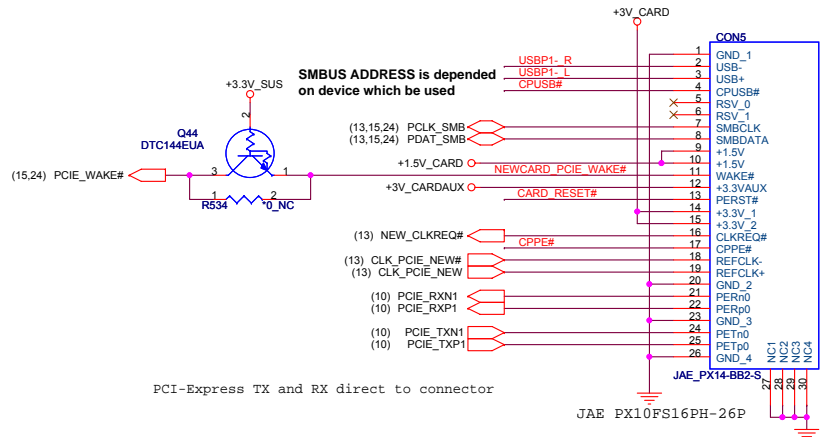 +3V_CARD
CON5
1 GND_1
USBP1-_R 2 USB-
USBP1-_L 3 USB+
CPUSB# 4 CPUSB#
5 RSV_0
6 RSV_1
SMBUS ADDRESS is depended
on device which be used
+3.3V_SUS
2
Q44
DTC144EUA
(13,15,24) PCLK_SMB 7 SMBCLK
(13,15,24) PDAT_SMB 8 SMBDATA
9 +1.5V
+1.5V_CARD 10 +1.5V
(15,24) PCIE_WAKE# 3 1 NEWCARD_PCIE_WAKE# 11 WAKE#
+3V_CARDAUX 12 +3.3VAUX
1 2
R534 *0_NC
CARD_RESET# 13 PERST#
14 +3.3V_1
15 +3.3V_2
(13) NEW_CLKREQ# 16 CLKREQ#
CPPE# 17 CPPE#
(13) CLK_PCIE_NEW# 18 REFCLK-
(13) CLK_PCIE_NEW 19 REFCLK+
20 GND_2
(10) PCIE_RXN1 21 PERn0
(10) PCIE_RXP1 22 PERp0
23 GND_3
(10) PCIE_TXN1 24 PETn0
(10) PCIE_TXP1 25 PETp0
26 GND_4
NC1 NC2 NC3 NC4
27 28 29 30
JAE_PX14-BB2-S
PCI-Express TX and RX direct to connector
JAE PX10FS16PH-26P